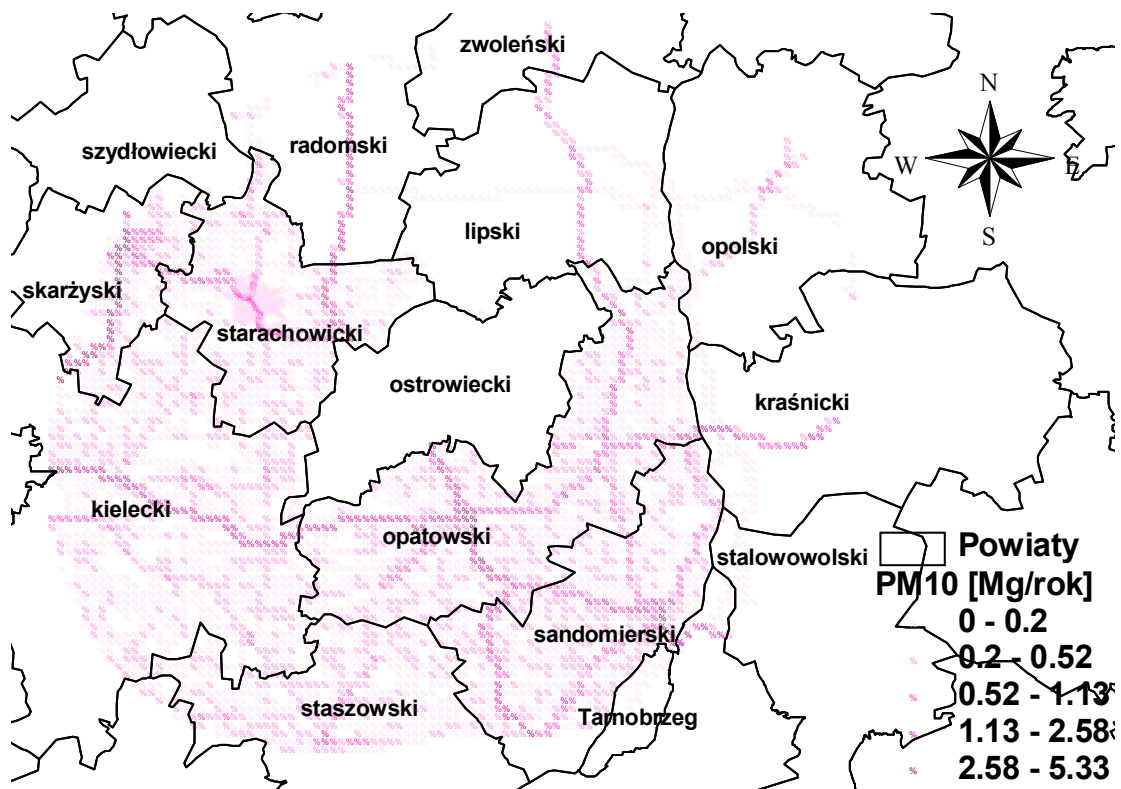 zwoleński
N
szydłowiecki
radomski
W
E
lipski
S
opolski
skarżyski
starachowicki
ostrowiecki
kraśnicki
kielecki
opatowski
stalowowolski
Powiaty
PM10 [Mg/rok]
0 - 0.2
sandomierski
0.2 - 0.52
0.52 - 1.13
staszowski
Tarnobrzeg
1.13 - 2.58
2.58 - 5.33